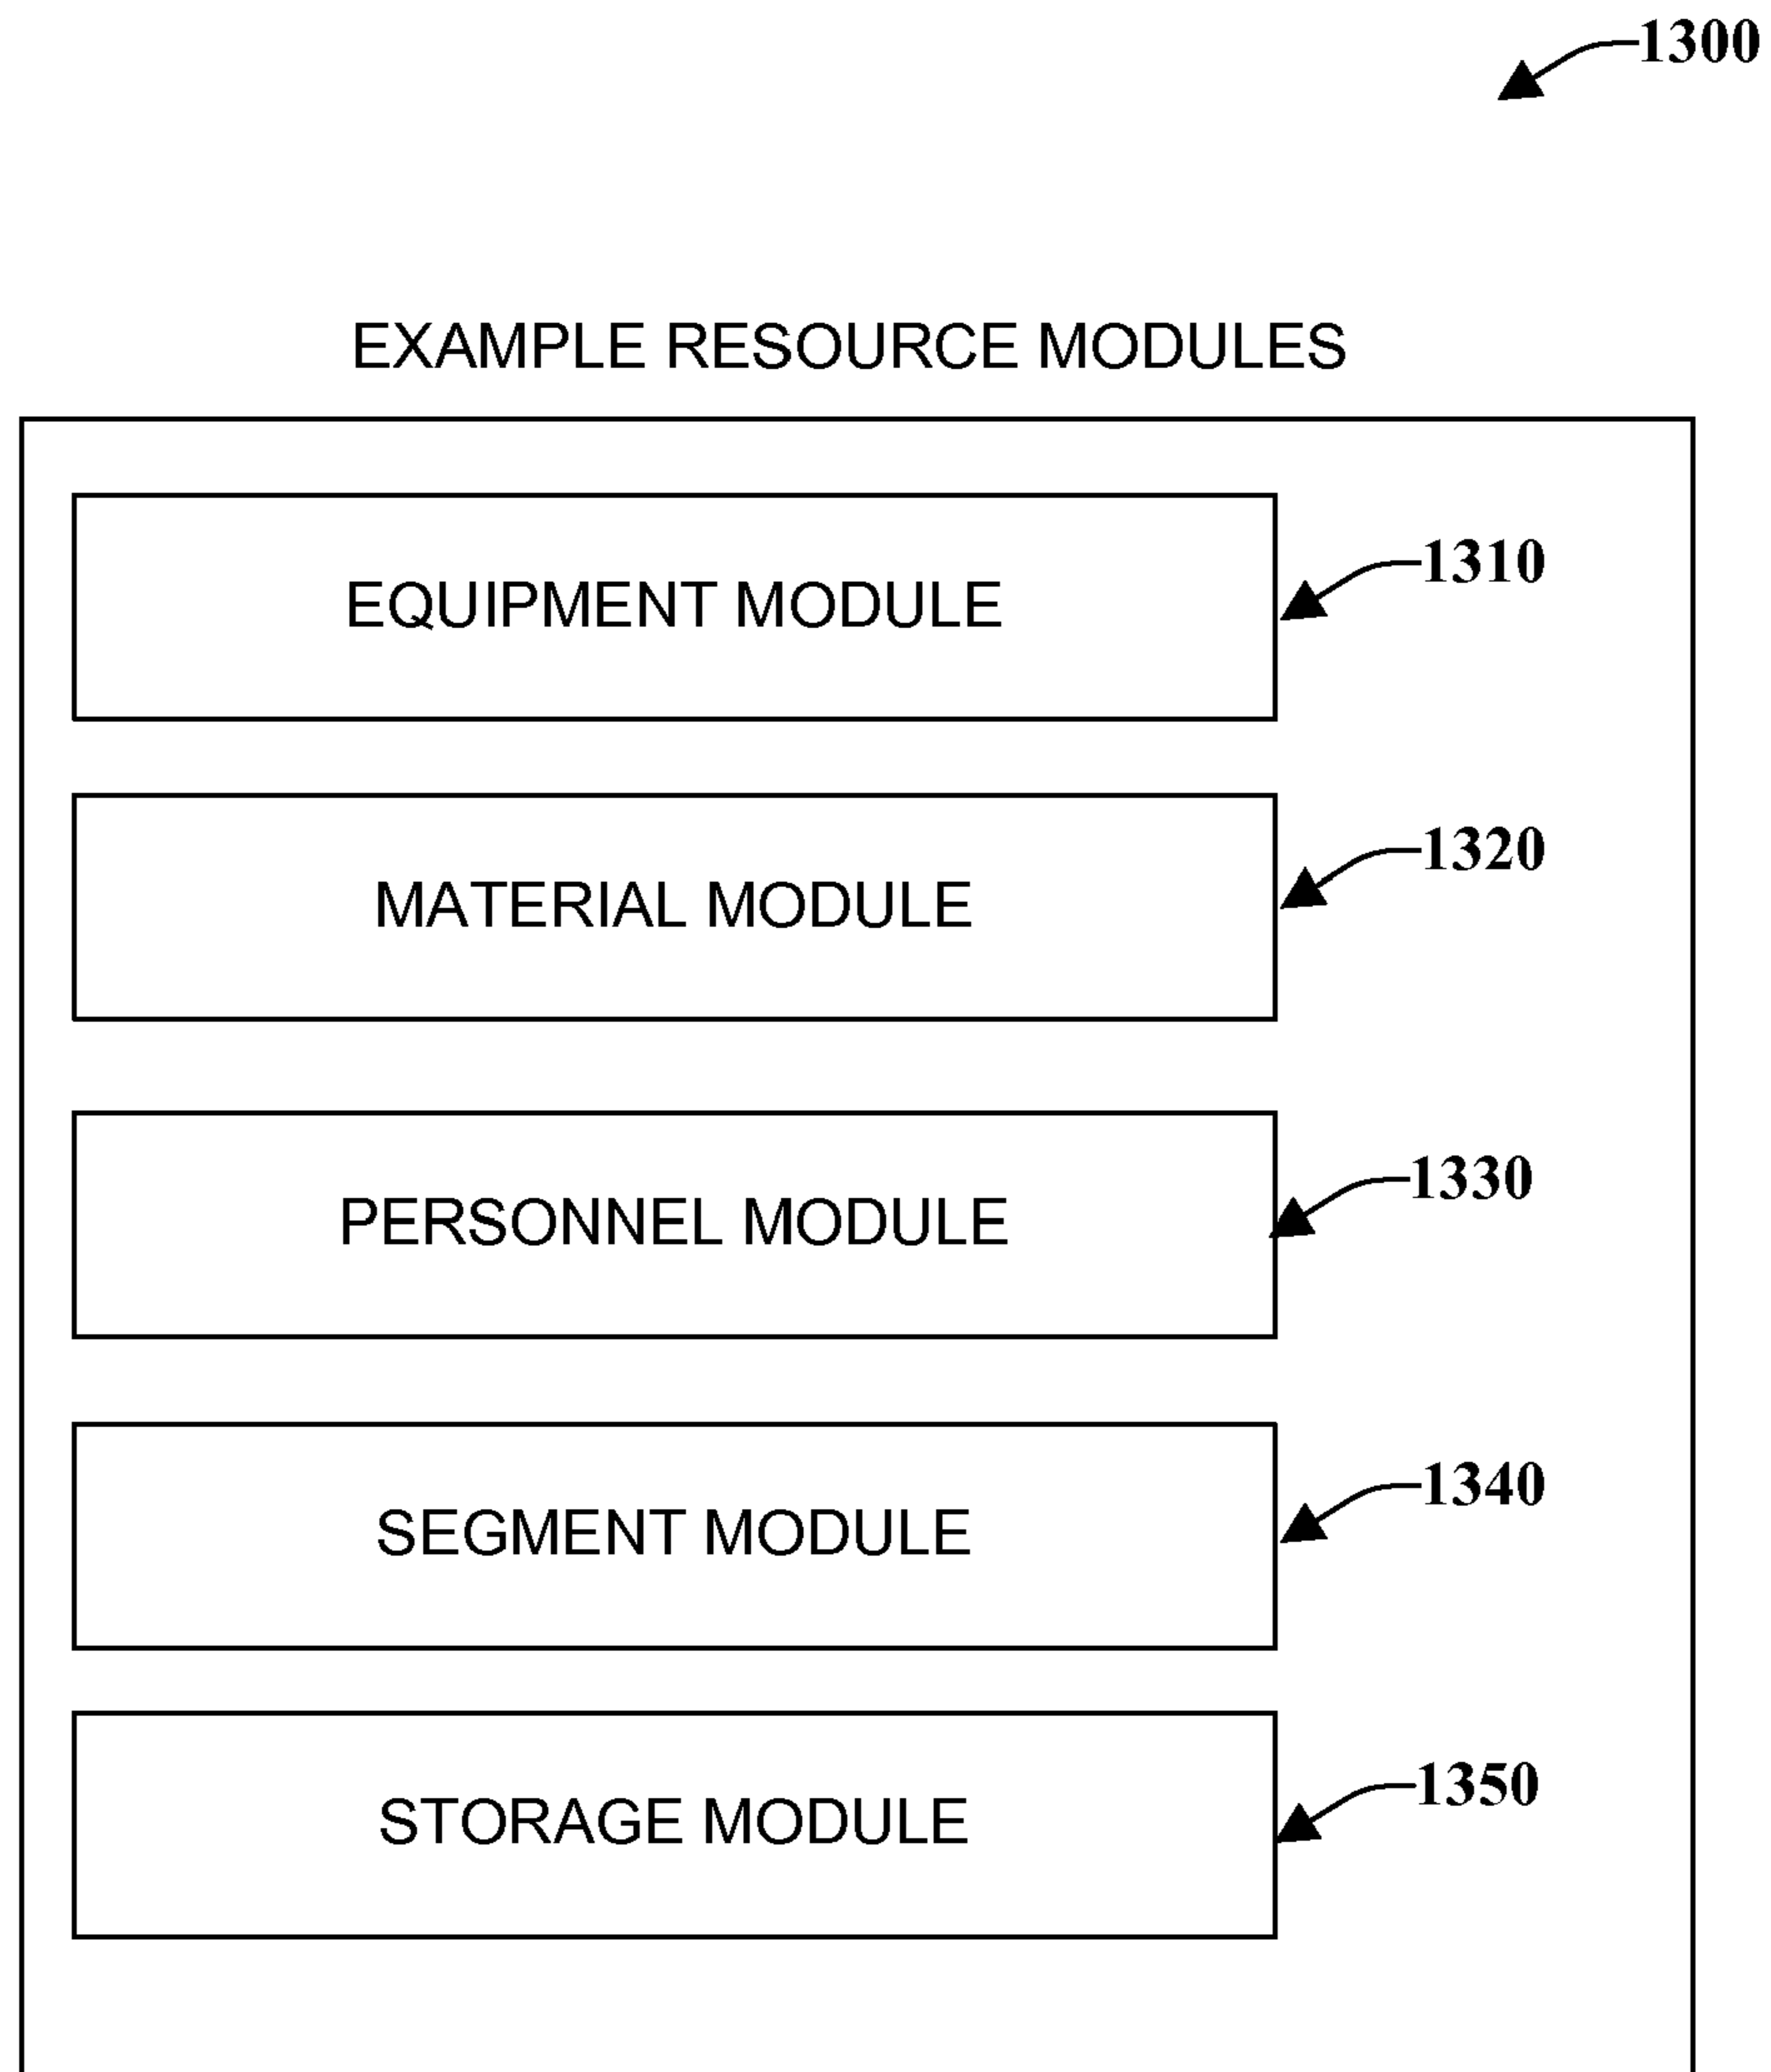 1300
EXAMPLE RESOURCE MODULES
EQUIPMENT MODULE
1310
MATERIAL MODULE
1320
PERSONNEL MODULE
1330
SEGMENT MODULE
1340
STORAGE MODULE
1350